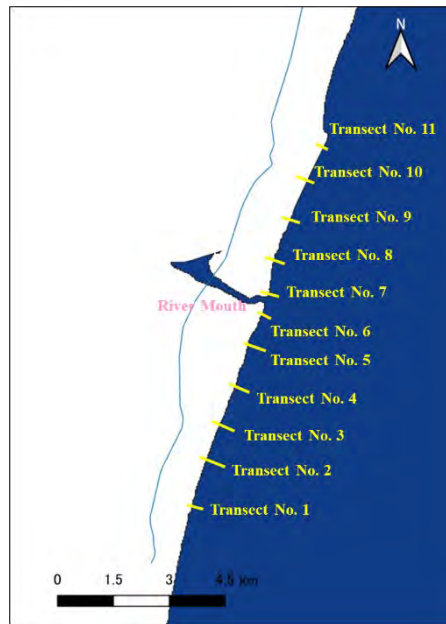 N
Transect No. 11
Transect No. 10
Transect No. 9
Transect No. 8
Transect No. 7
River Mouth
Transect No. 6
Transect No. 5
Transect No. 4
Transect No. 3
Transect No. 2
Transect No. 1
0 1.5 3 4.5 Km